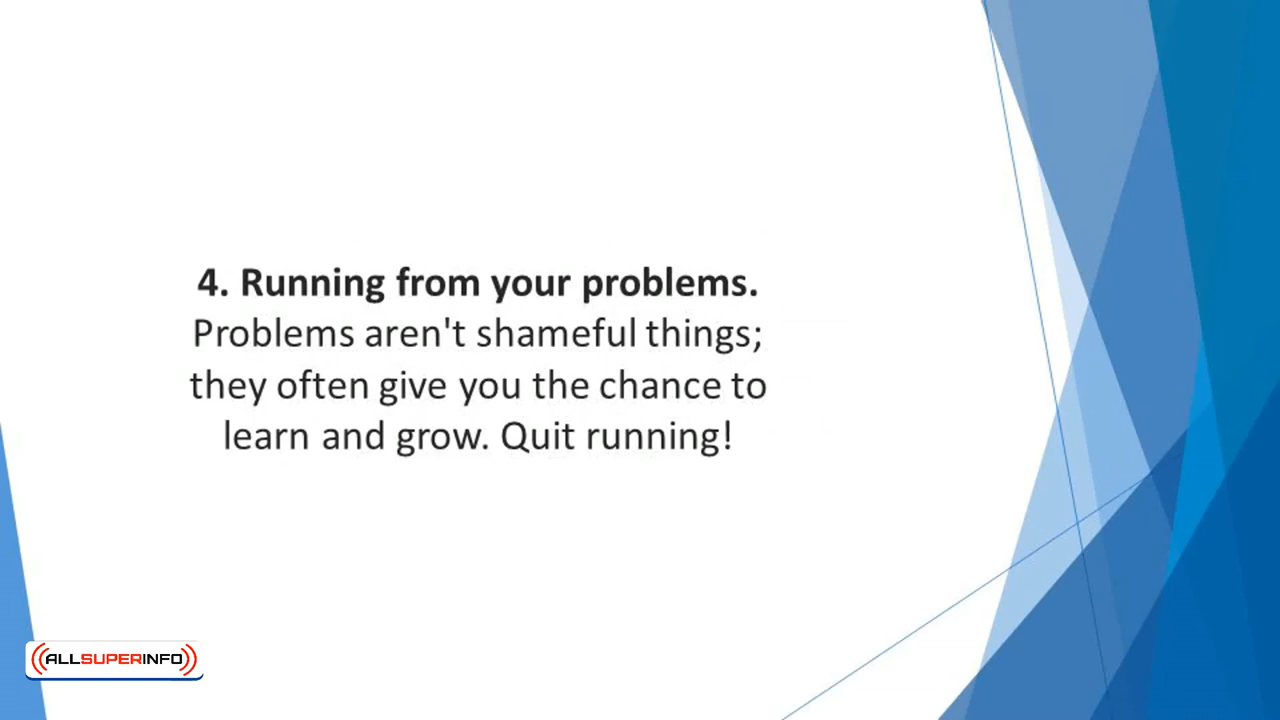 4. Running from your problems.
Problems aren't shameful things;
they often give you the chance to
learn and grow. Quit running!
ALLSUPERINFO